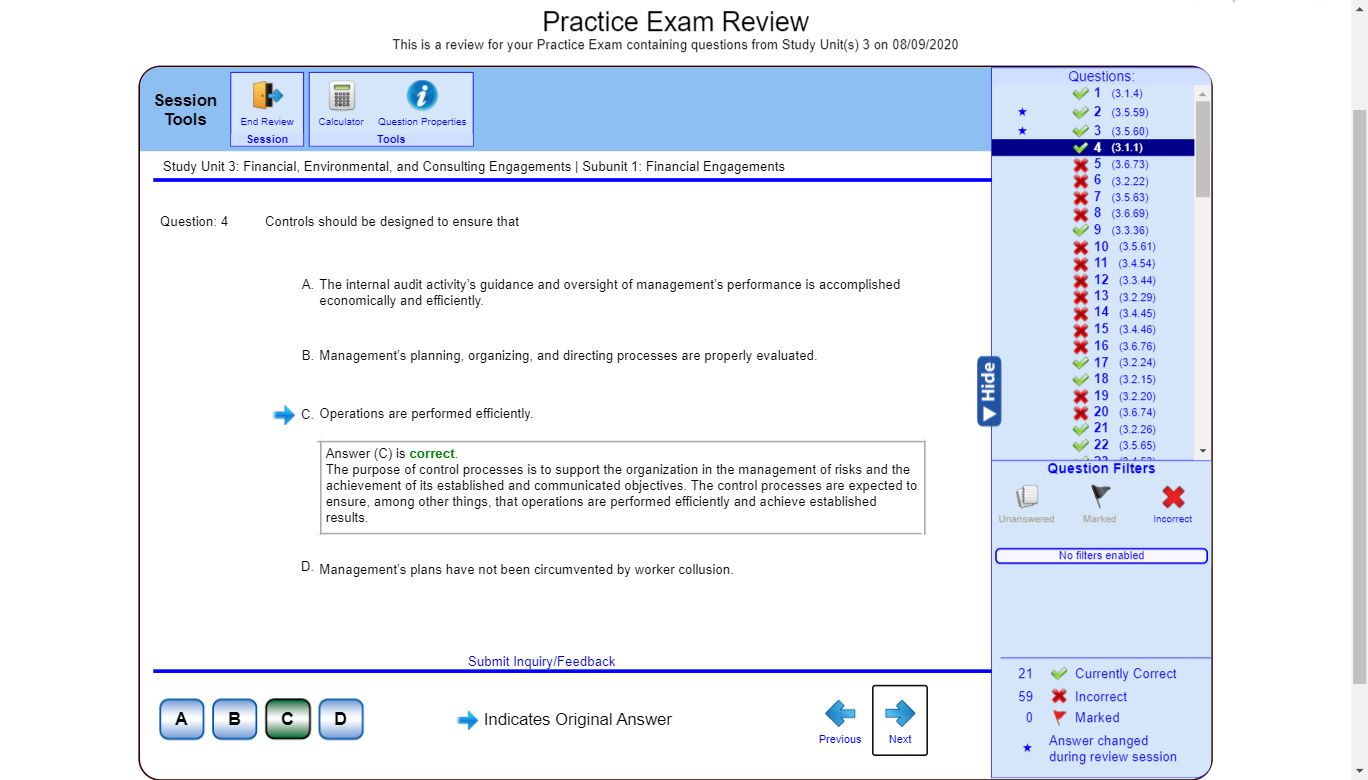 Practice Exam Review
This is a review for your Practice Exam containing questions from Study Unit(s) 3 on 08/09/2020
Session
Tools
End Review
Session
Calculator
Question Properties
Tools
Study Unit 3: Financial, Environmental, and Consulting Engagements | Subunit 1: Financial Engagements
Question: 4 Controls should be designed to ensure that
A. The internal audit activity's guidance and oversight of management's performance is accomplished
economically and efficiently.
B. Management's planning, organizing, and directing processes are properly evaluated.
C. Operations are performed efficiently.
Answer (C) is correct.
The purpose of control processes is to support the organization in the management of risks and the
achievement of its established and communicated objectives. The control processes are expected to
ensure, among other things, that operations are performed efficiently and achieve established
results.
D. Management's plans have not been circumvented by worker collusion.
Submit Inquiry/Feedback
A B C D
Indicates Original Answer
Previous
Next
Hide
Questions:
1 (3.1.4)
2 (3.5.59)
3 (3.5.60)
4 (3.1.1)
5 (3.6.73)
6 (3.2.22)
7 (3.5.63)
8 (3.6.69)
9 (3.3.36)
10 (3.5.61)
11 (3.4.54)
12 (3.3.44)
13 (3.2.29)
14 (3.4.45)
15 (3.4.46)
16 (3.6.76)
17 (3.2.24)
18 (3.2.15)
19 (3.2.20)
20 (3.6.74)
21 (3.2.26)
22 (3.5.65)
Question Filters
Unanswered
Marked
Incorrect
No filters enabled
21 Currently Correct
59 Incorrect
0 Marked
Answer changed
during review session